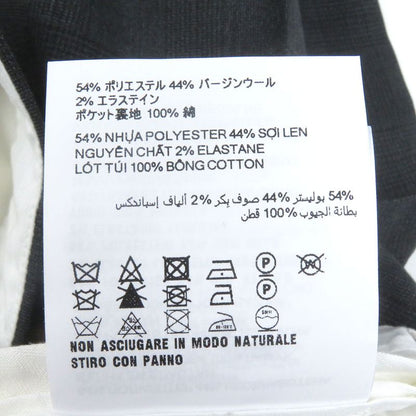 54% ポリエステル 44% バージンウール
2% エラステイン
ポケット裏地 100% 綿
54% NHỰA POLYESTER 44% SỢI LEN
NGUYÊN CHẤT 2% ELASTANE
LÓT TÚI 100% BÔNG COTTON
54% بوليستر 44% صوف بكر 2% ألياف إسباندكس
بطانة الجيوب 100% قطن
P P W
NON ASCIUGARE IN MODO NATURALE
STIRO CON PANNO